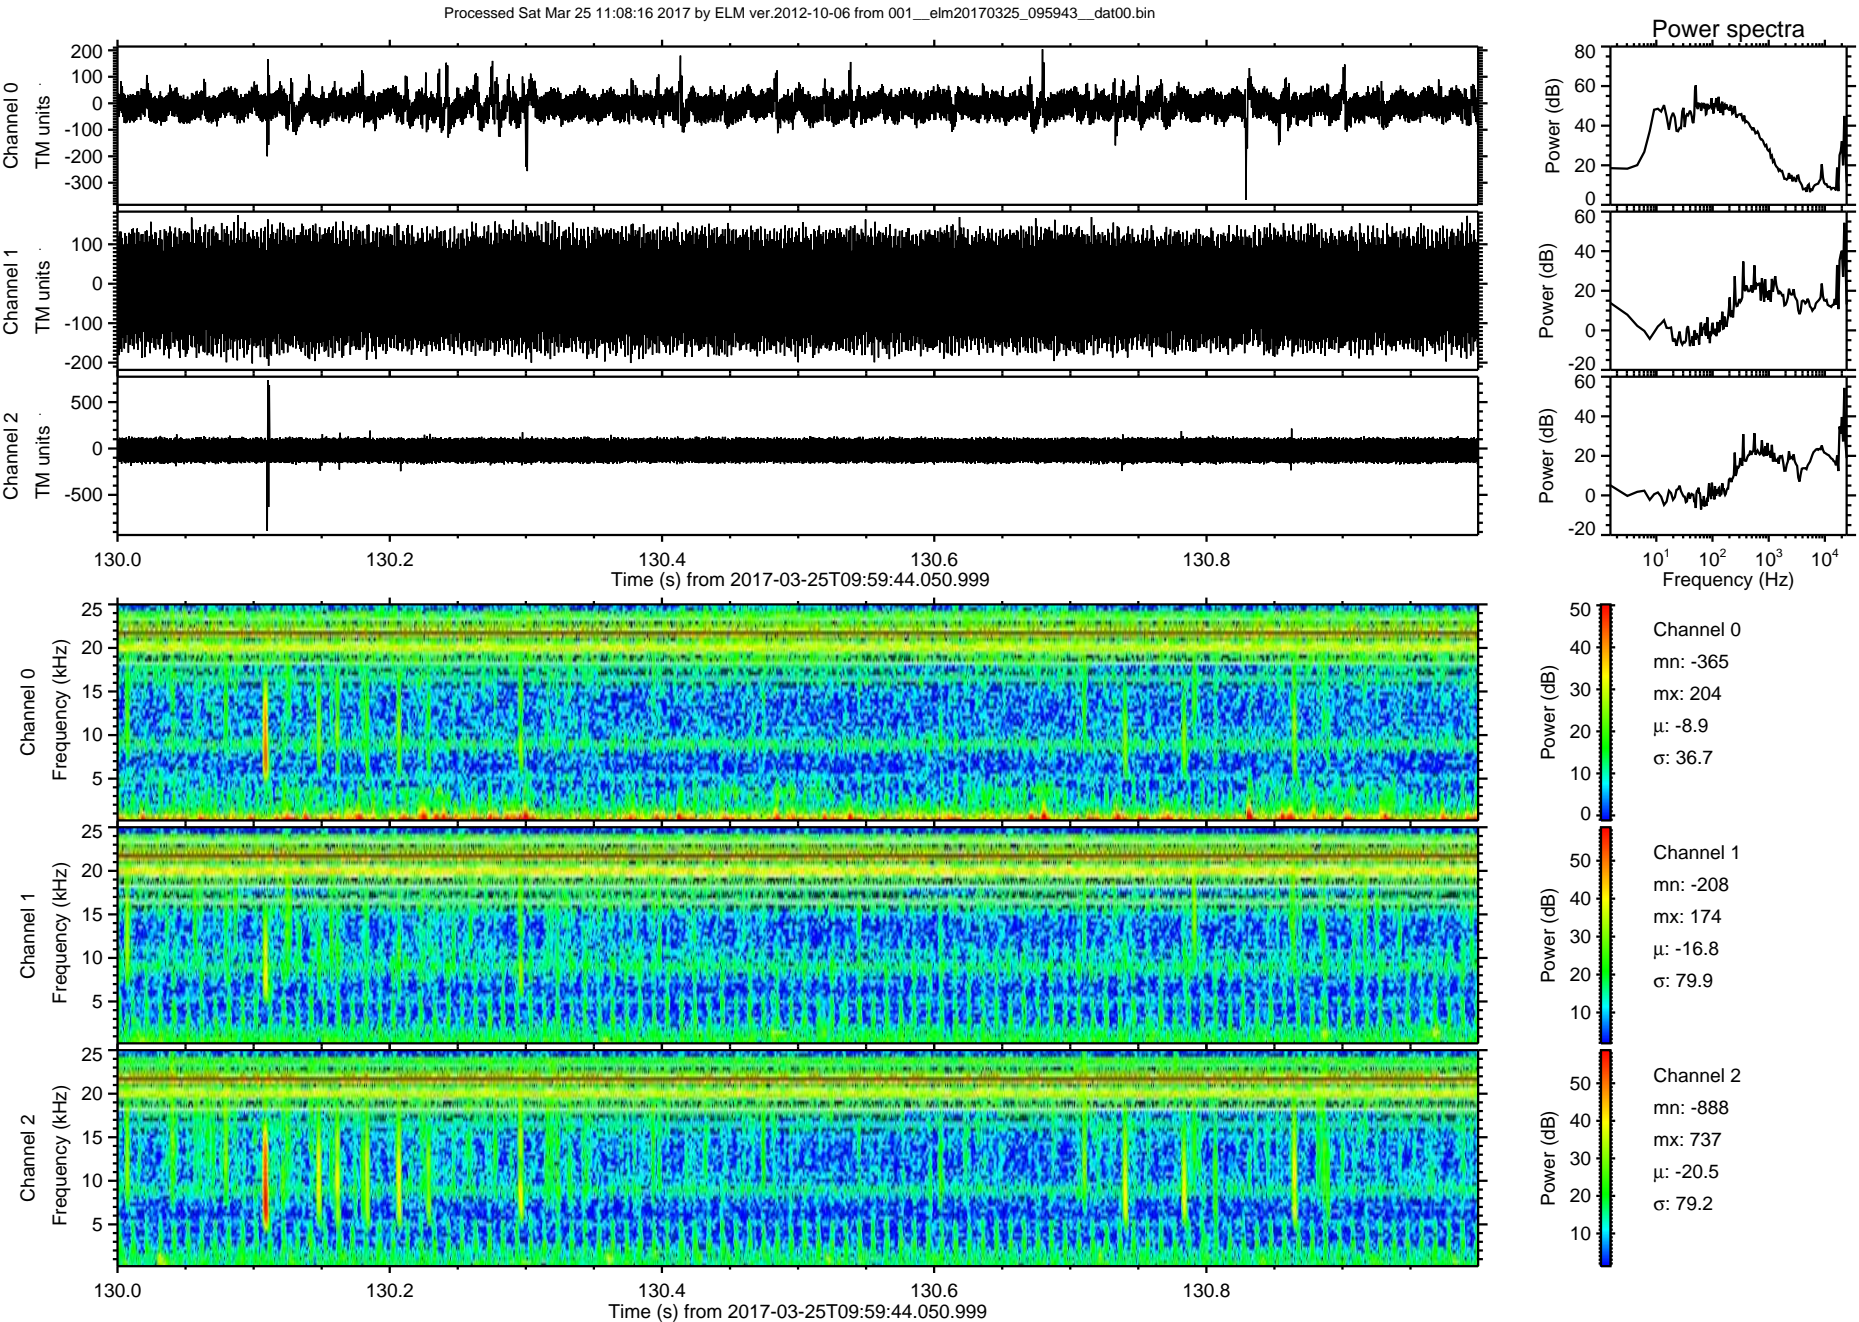 Processed Sat Mar 25 11:08:16 2017 by ELM ver.2012-10-06 from 001__elm20170325_095943__dat00.bin
Power spectra
Channel 0
TM units
200
100
0
-100
-200
-300
Power (dB)
80
60
40
20
0
Channel 1
TM units
100
0
-100
-200
Power (dB)
60
40
20
0
-20
Channel 2
TM units
500
0
-500
Power (dB)
60
40
20
0
-20
130.0 130.2 130.4 130.6 130.8
Time (s) from 2017-03-25T09:59:44.050.999
10^1 10^2 10^3 10^4
Frequency (Hz)
Channel 0
Frequency (kHz)
25
20
15
10
5
Power (dB)
50
40
30
20
10
0
Channel 0
mn: -365
mx: 204
µ: -8.9
σ: 36.7
Channel 1
Frequency (kHz)
25
20
15
10
5
Power (dB)
50
40
30
20
10
Channel 1
mn: -208
mx: 174
µ: -16.8
σ: 79.9
Channel 2
Frequency (kHz)
25
20
15
10
5
Power (dB)
50
40
30
20
10
Channel 2
mn: -888
mx: 737
µ: -20.5
σ: 79.2
130.0 130.2 130.4 130.6 130.8
Time (s) from 2017-03-25T09:59:44.050.999